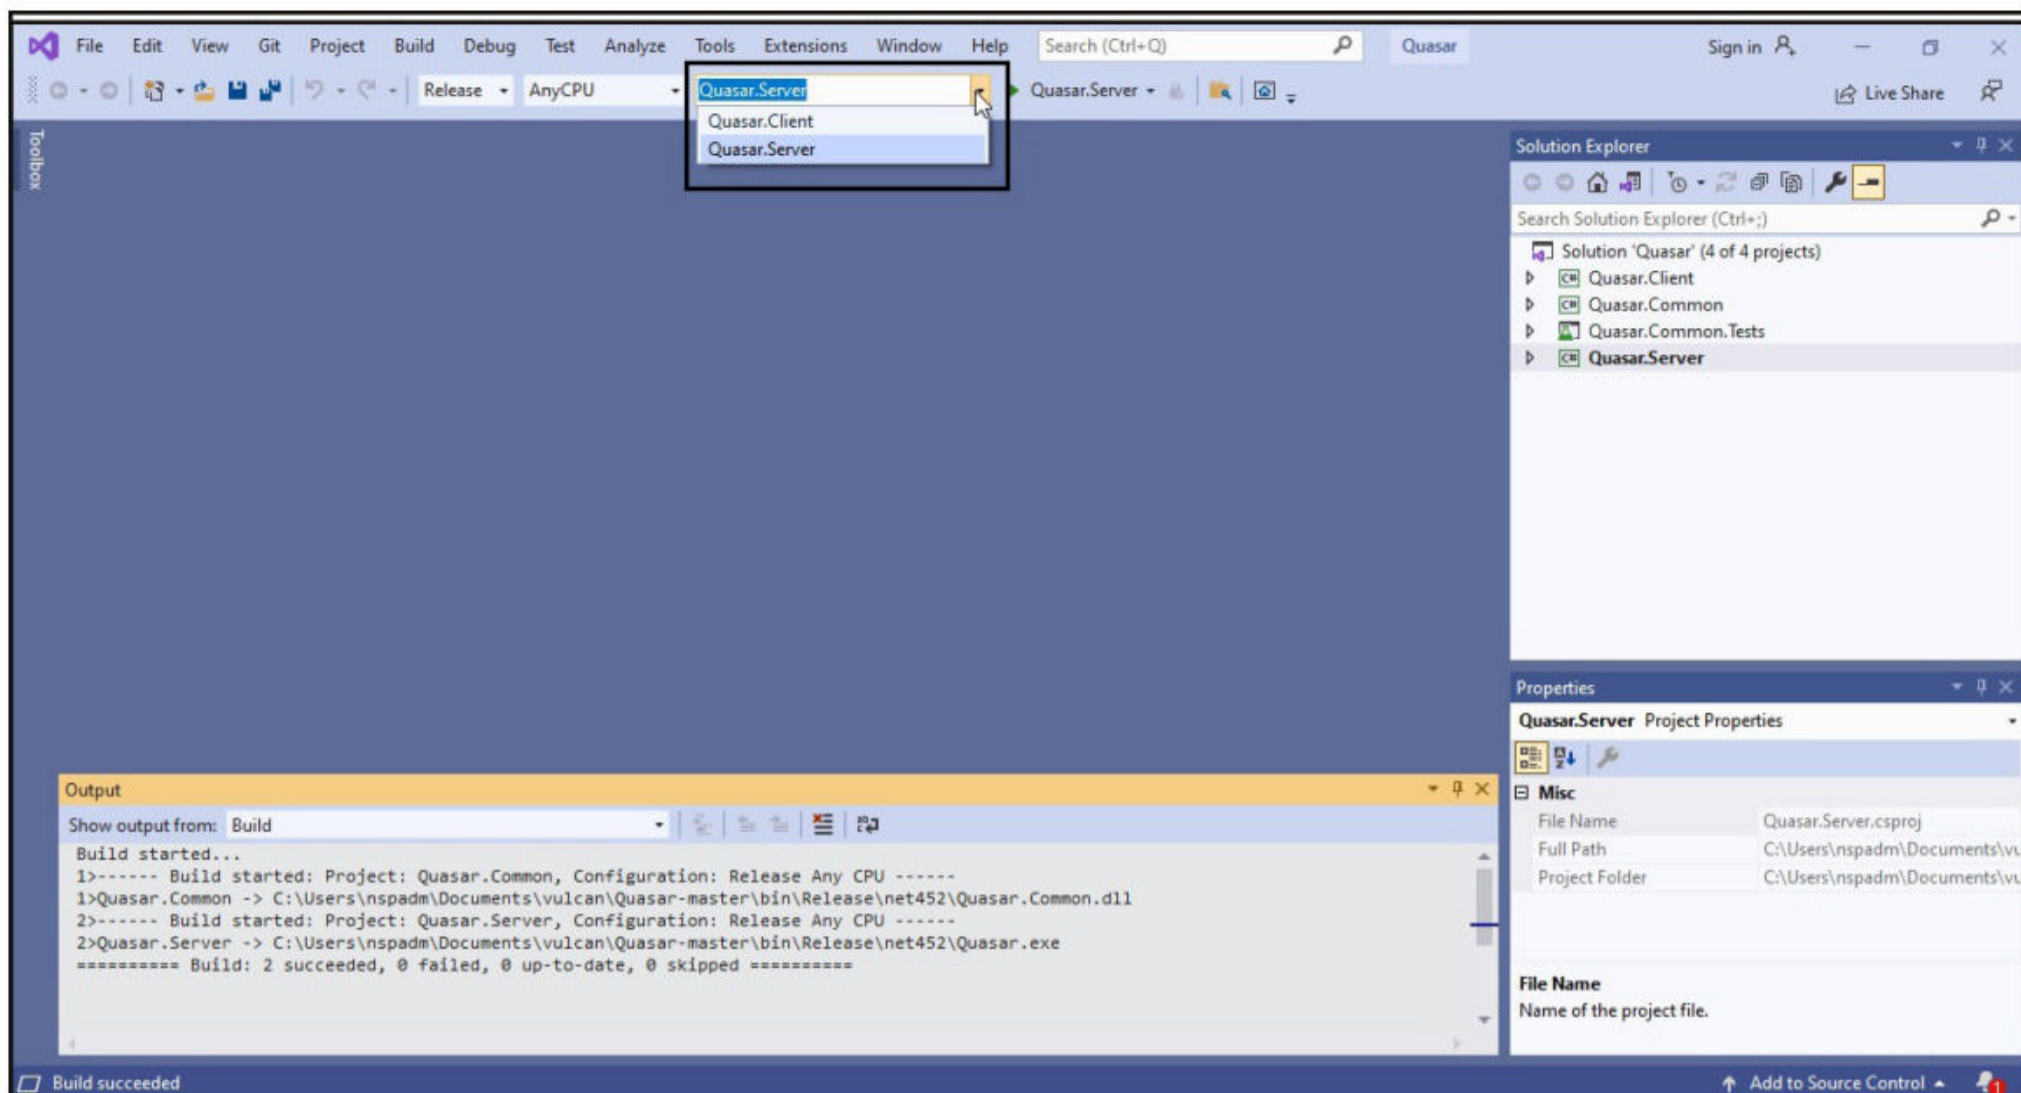 File Edit View Git Project Build Debug Test Analyze Tools Extensions Window Help Search (Ctrl+Q) Quasar Sign in
Release AnyCPU Quasar.Server Quasar.Server Live Share
Quasar.Client
Quasar.Server
Toolbox
Solution Explorer
Search Solution Explorer (Ctrl+;)
Solution 'Quasar' (4 of 4 projects)
C# Quasar.Client
C# Quasar.Common
Quasar.Common.Tests
C# Quasar.Server
Properties
Quasar.Server Project Properties
Misc
File Name Quasar.Server.csproj
Full Path C:\Users\nspadm\Documents\vu
Project Folder C:\Users\nspadm\Documents\vu
File Name
Name of the project file.
Output
Show output from: Build
Build started...
1>------ Build started: Project: Quasar.Common, Configuration: Release Any CPU ------
1>Quasar.Common -> C:\Users\nspadm\Documents\vulcan\Quasar-master\bin\Release\net452\Quasar.Common.dll
2>------ Build started: Project: Quasar.Server, Configuration: Release Any CPU ------
2>Quasar.Server -> C:\Users\nspadm\Documents\vulcan\Quasar-master\bin\Release\net452\Quasar.exe
========== Build: 2 succeeded, 0 failed, 0 up-to-date, 0 skipped ==========
Build succeeded Add to Source Control 1